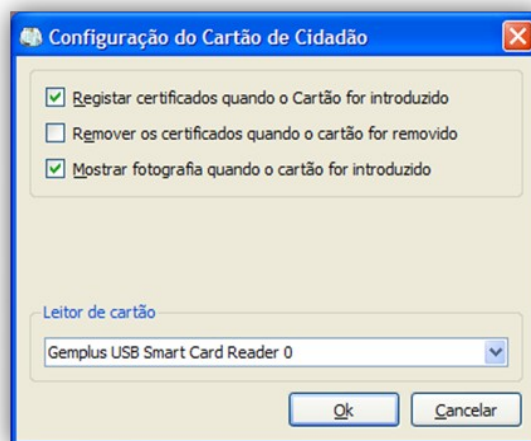 Configuração do Cartão de Cidadão
Registar certificados quando o Cartão for introduzido
Remover os certificados quando o cartão for removido
Mostrar fotografia quando o cartão for introduzido
Leitor de cartão
Gemplus USB Smart Card Reader 0
Ok
Cancelar